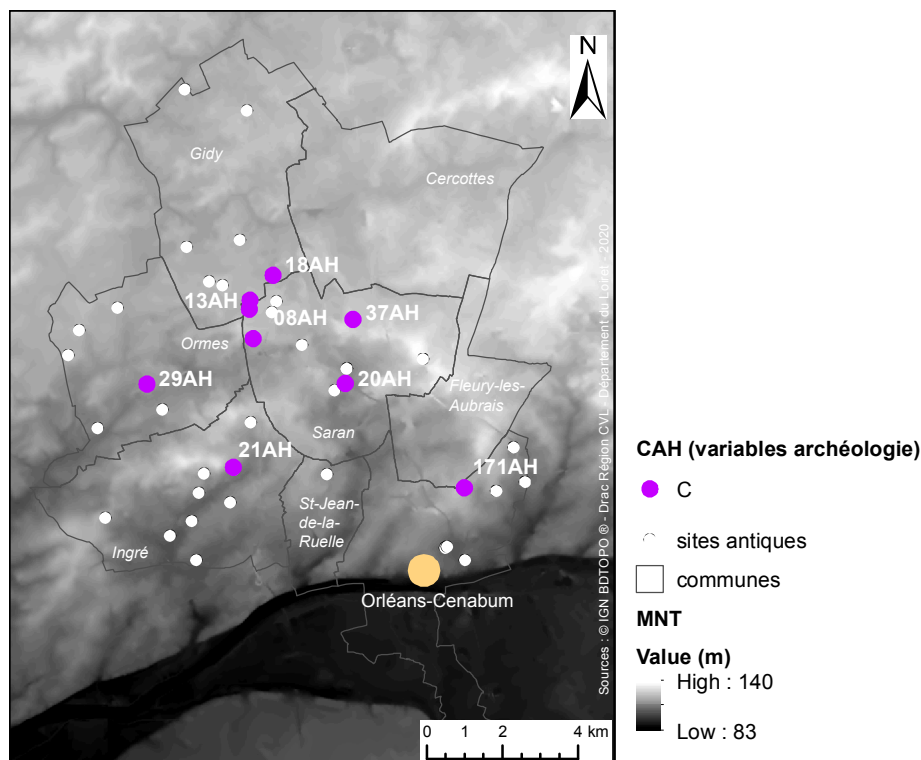 N
Gidy
Cercottes
18AH
13AH
08AH
37AH
Ormes
29AH
20AH
Fleury-les-
Aubrais
Saran
21AH
171AH
St-Jean-
de-la-
Ruelle
Ingré
Orléans-Cenabum
Sources : © IGN BDTOPO ® - Drac Région CVL - Département du Loiret - 2020
0 1 2 4 km
CAH (variables archéologie)
C
sites antiques
communes
MNT
Value (m)
High : 140
Low : 83